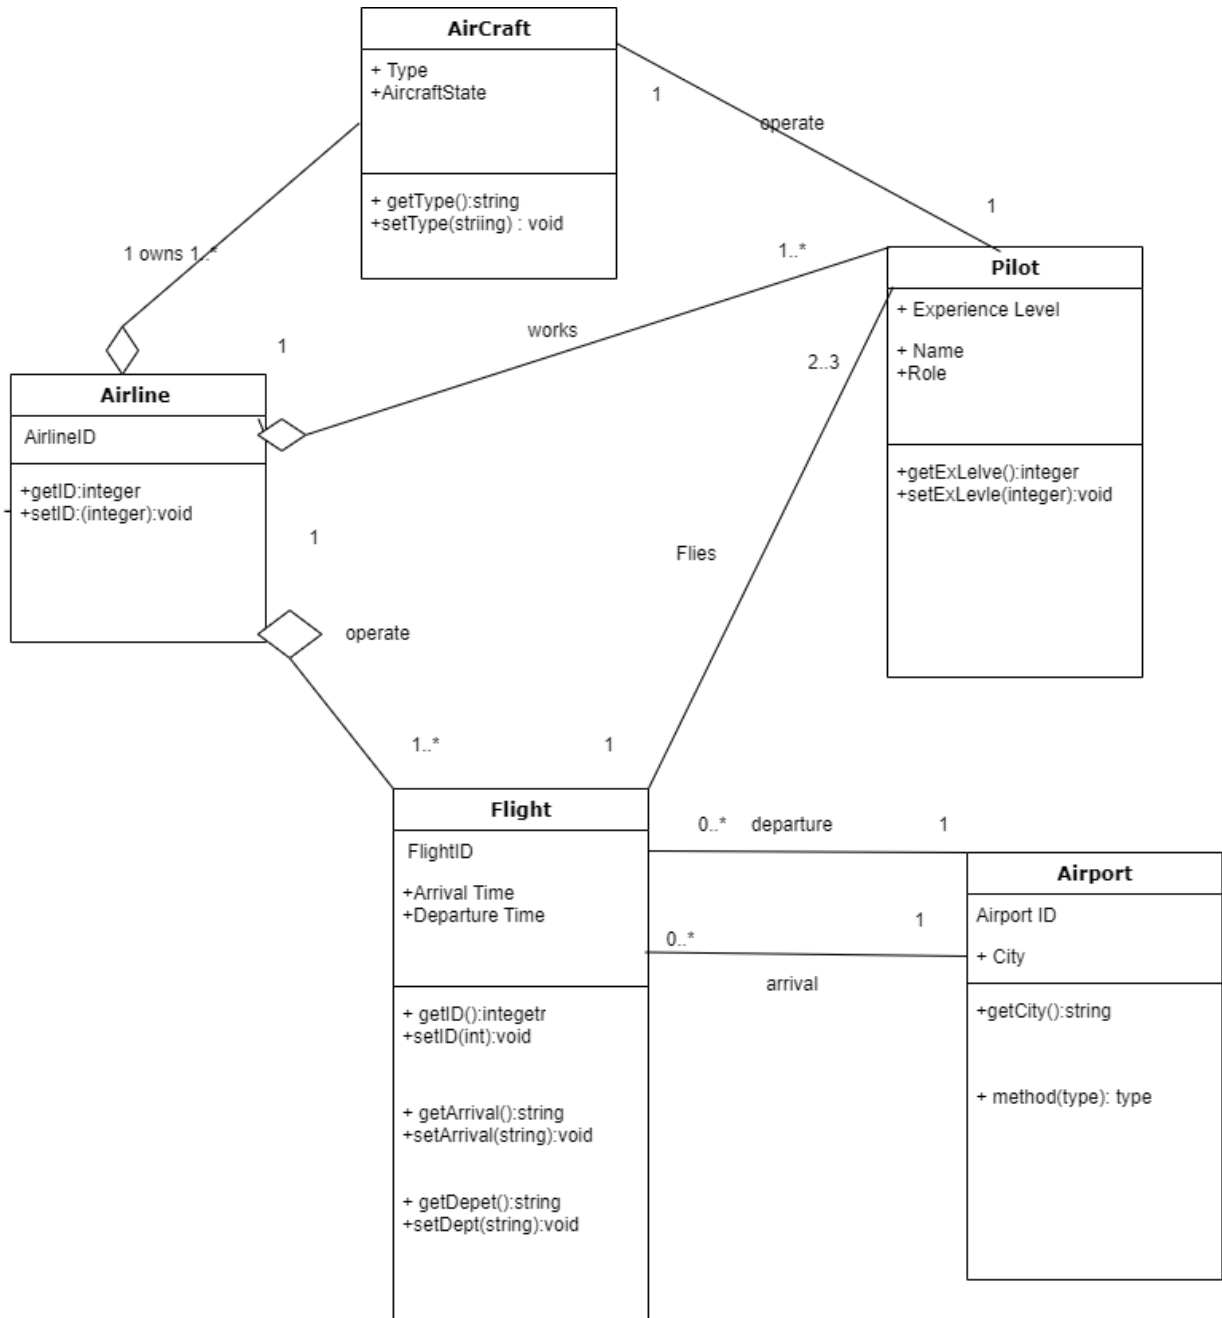 AirCraft
+ Type
+AircraftState
+ getType():string
+setType(striing) : void
1
operate
1
1 owns 1..*
1..*
works
1
Pilot
+ Experience Level
+ Name
+Role
+getExLelve():integer
+setExLevle(integer):void
2..3
Flies
1
Airline
AirlineID
+getID:integer
+setID:(integer):void
1
operate
1..*
Flight
FlightID
+Arrival Time
+Departure Time
+ getID():integetr
+setID(int):void
+ getArrival():string
+setArrival(string):void
+ getDepet():string
+setDept(string):void
0..* departure 1
0..* 1
arrival
Airport
Airport ID
+ City
+getCity():string
+ method(type): type